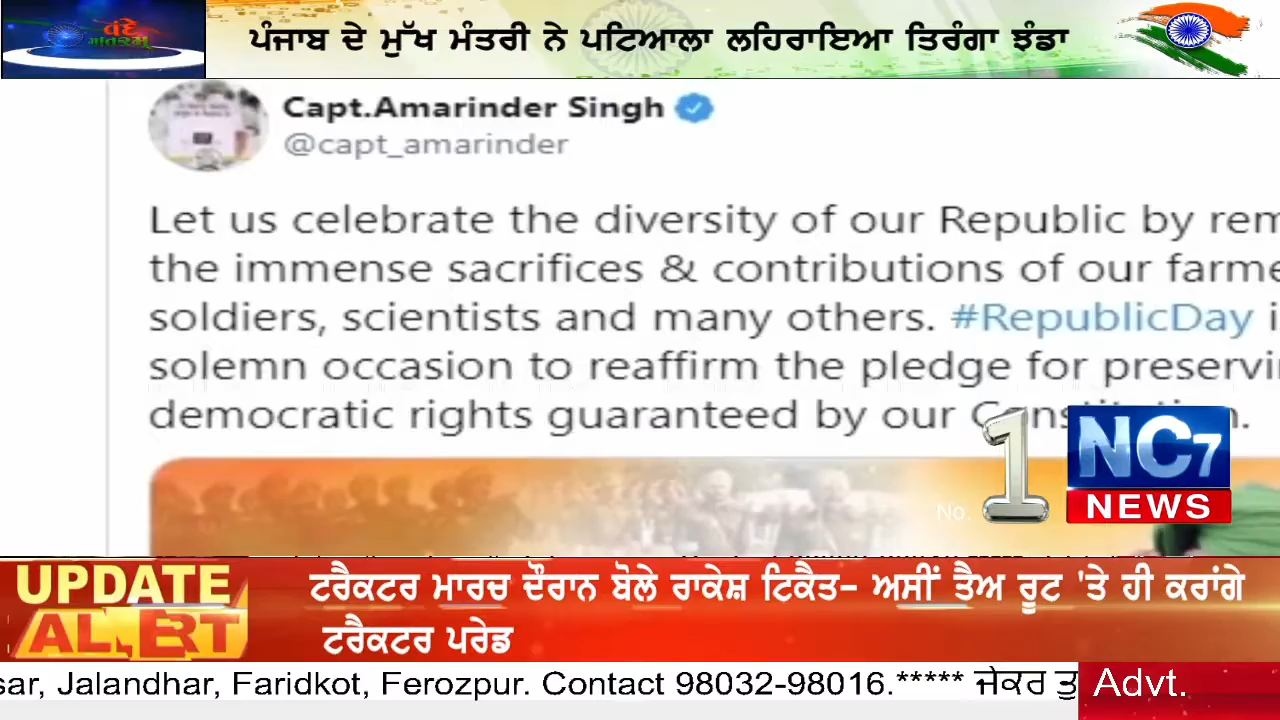 ਵੰਦੇ
ਮਾਤਰਮ੍
ਪੰਜਾਬ ਦੇ ਮੁੱਖ ਮੰਤਰੀ ਨੇ ਪਟਿਆਲਾ ਲਹਿਰਾਇਆ ਤਿਰੰਗਾ ਝੰਡਾ
Capt.Amarinder Singh
@capt_amarinder
Let us celebrate the diversity of our Republic by rem
the immense sacrifices & contributions of our farme
soldiers, scientists and many others. #RepublicDay i
solemn occasion to reaffirm the pledge for preservi
democratic rights guaranteed by our
No. 1 NC7
NEWS
UPDATE
ALERT
ਟਰੈਕਟਰ ਮਾਰਚ ਦੌਰਾਨ ਬੋਲੇ ਰਾਕੇਸ਼ ਟਿਕੈਤ- ਅਸੀਂ ਤੈਅ ਰੂਟ 'ਤੇ ਹੀ ਕਰਾਂਗੇ
ਟਰੈਕਟਰ ਪਰੇਡ
sar, Jalandhar, Faridkot, Ferozpur. Contact 98032-98016.***** ਜੇਕਰ ਤੁ Advt.